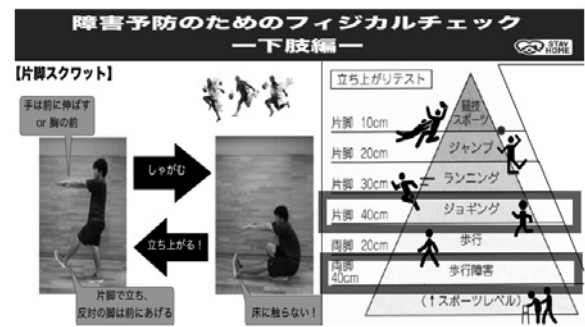 障害予防のためのフィジカルチェック
―下肢編―
STAY
HOME
【片脚スクワット】
手は前に伸ばす
or 胸の前
しゃがむ
立ち上がる！
片脚で立ち、
反対の脚は前にあげる
床に触らない！
立ち上がりテスト
片脚 10cm
競技
スポーツ
片脚 20cm
ジャンプ
片脚 30cm
ランニング
片脚 40cm
ジョギング
両脚 20cm
歩行
両脚
40cm
歩行障害
（↑スポーツレベル）